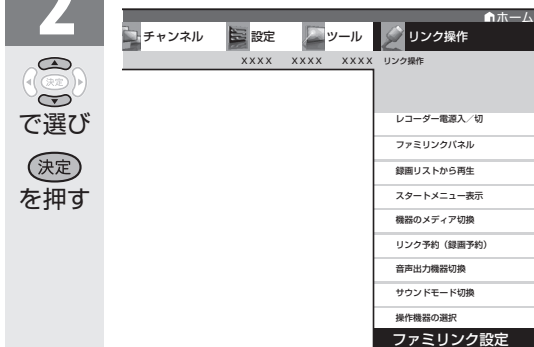 2
決定
で選び
決定
を押す
ホーム
チャンネル 設定 ツール リンク操作
XXXX XXXX XXXX リンク操作
レコーダー電源入／切
ファミリンクパネル
録画リストから再生
スタートメニュー表示
機器のメディア切換
リンク予約（録画予約）
音声出力機器切換
サウンドモード切換
操作機器の選択
ファミリンク設定